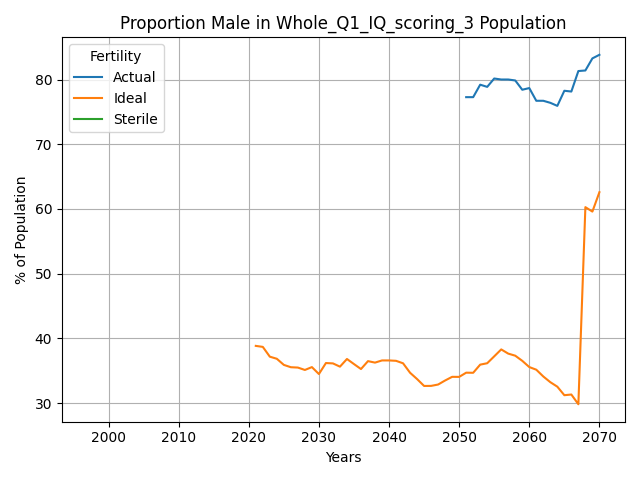 Proportion Male in Whole_Q1_IQ_scoring_3 Population
Fertility
Actual
Ideal
Sterile
% of Population
80
70
60
50
40
30
2000 2010 2020 2030 2040 2050 2060 2070
Years